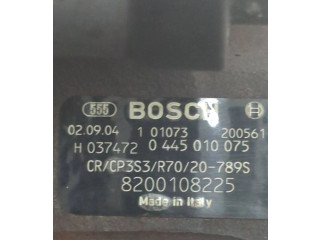 555 BOSCH
02.09.04 1 01073 200561
H 037472 0 445 010 075
CR/CP3S3/R70/20-789S
8200108225
Made in Italy